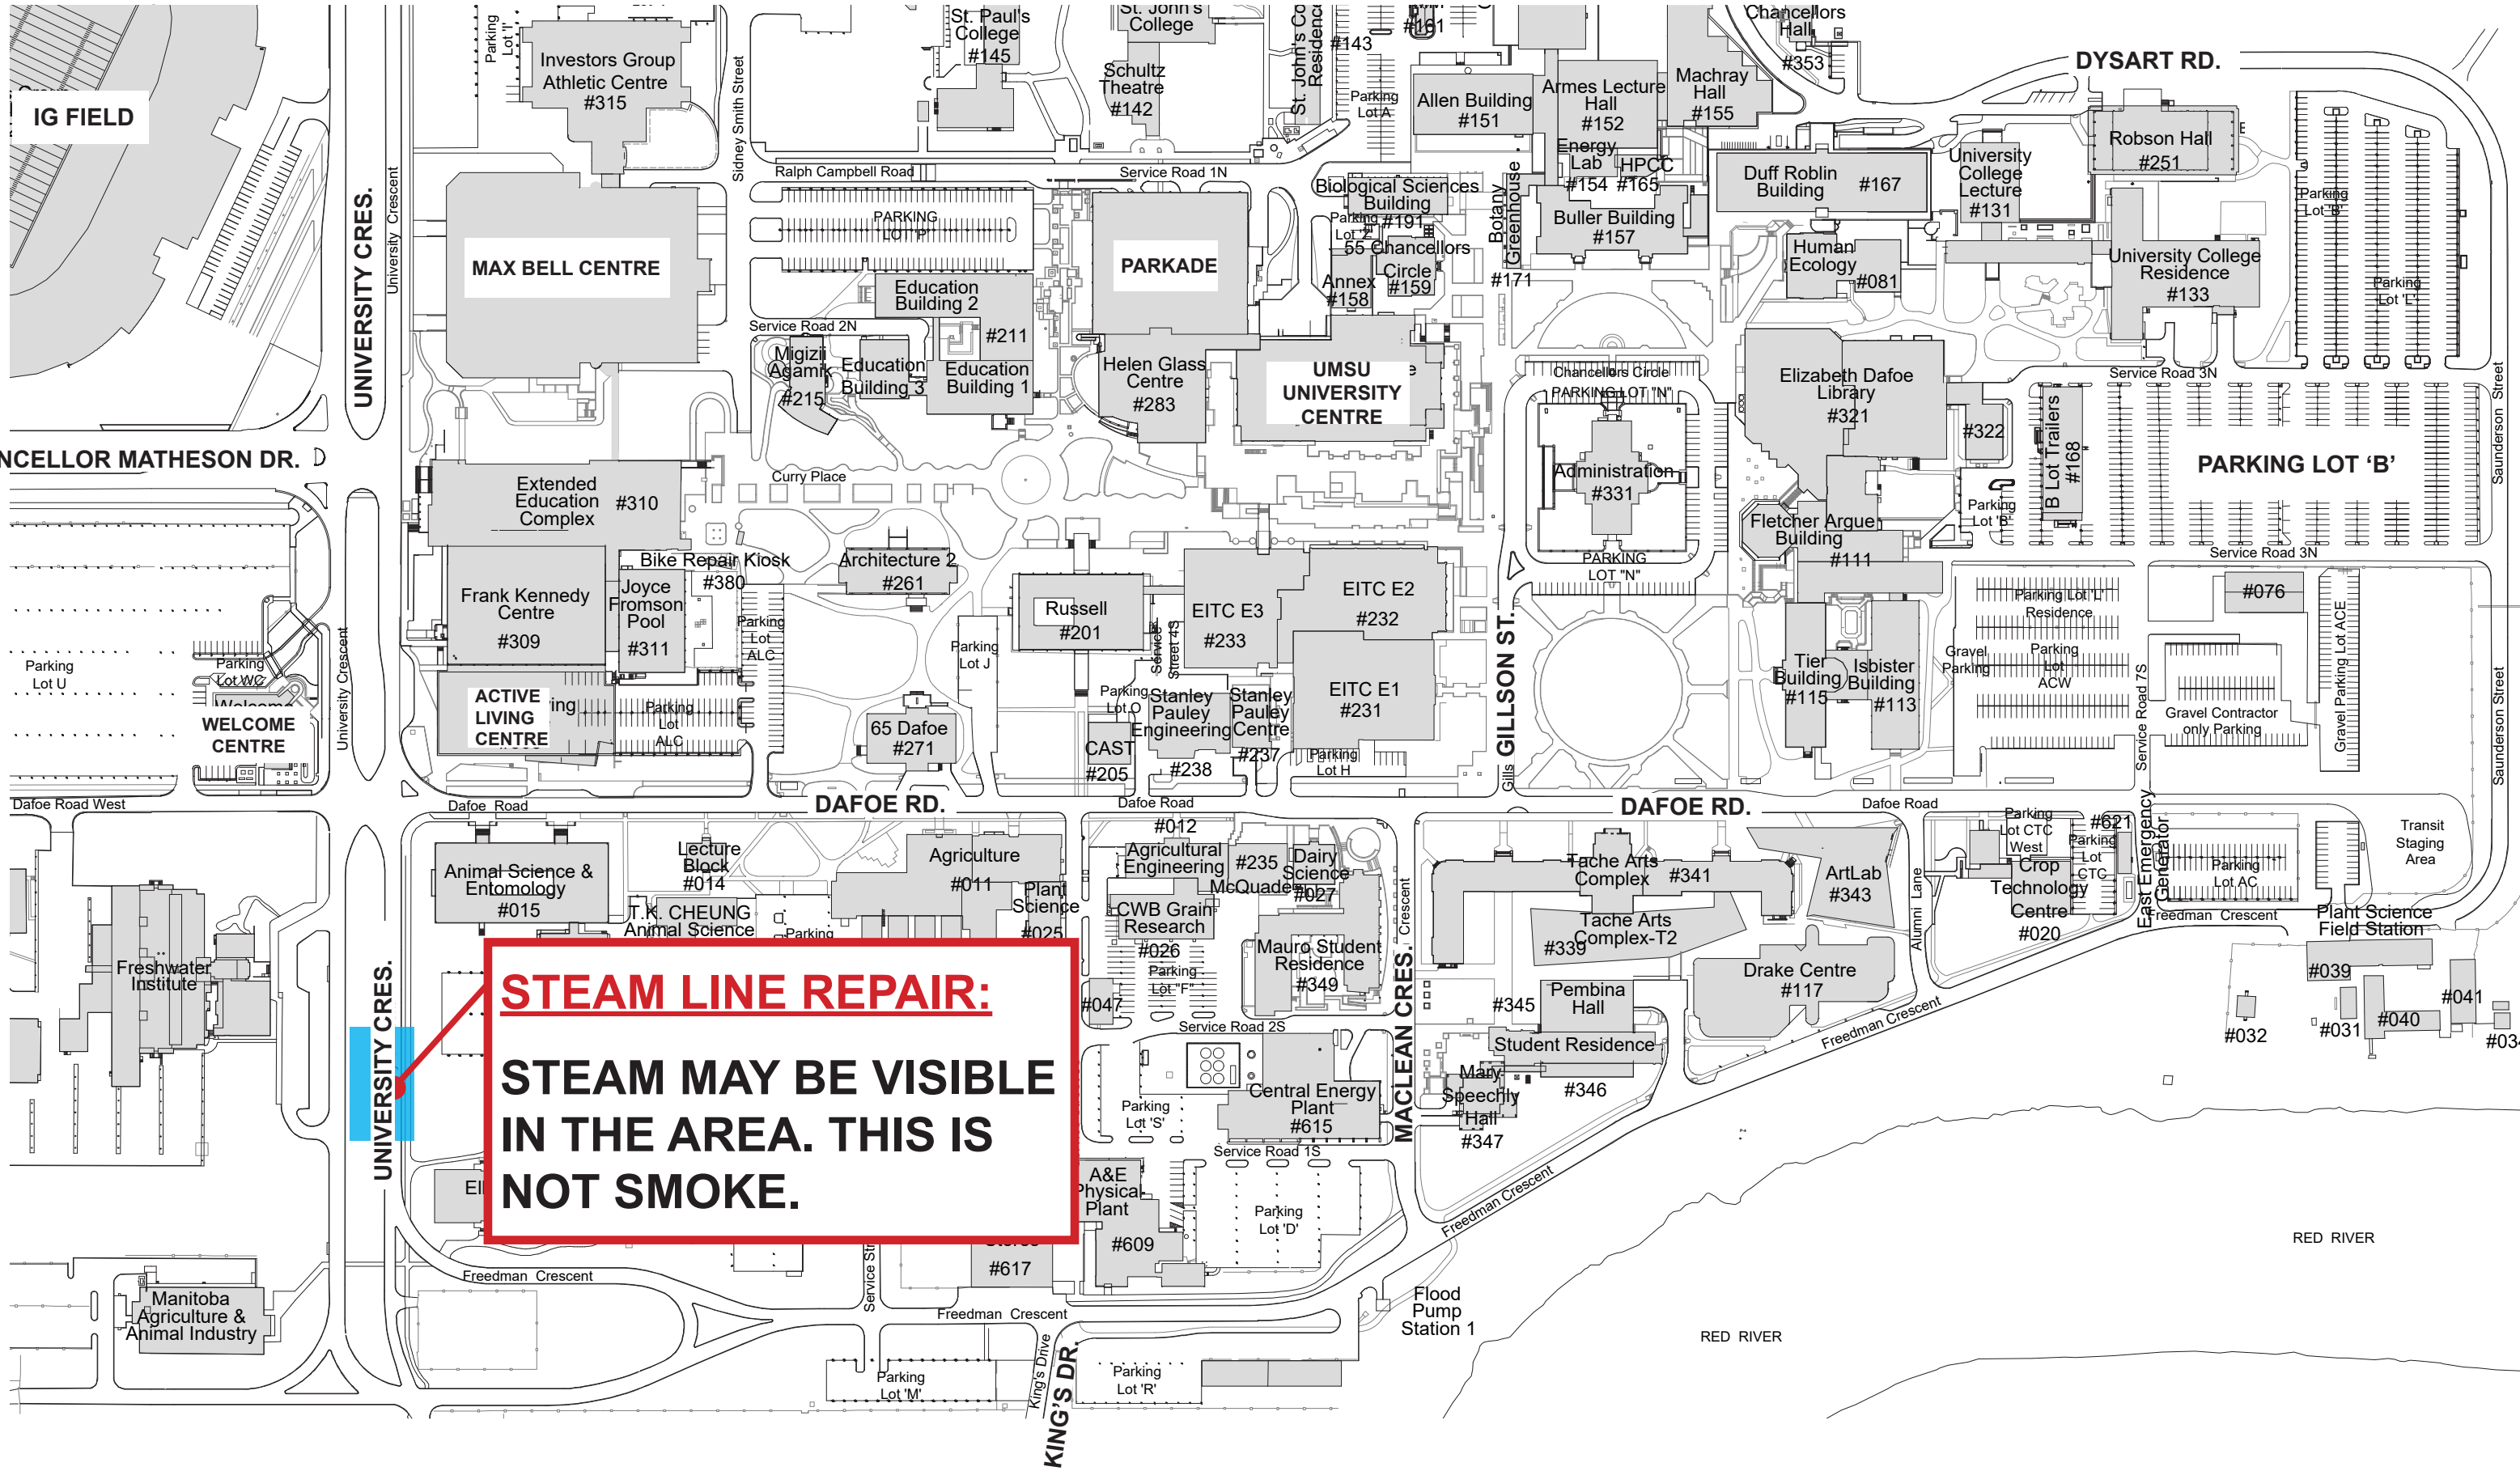 Parking
Lot 'I'
Investors Group
Athletic Centre
#315
St. Paul's
College
#145
St. John's
College
Schultz
Theatre
#142
St. John's Co
Residence
#143
#161
Parking
Lot A
Allen Building
#151
Armes Lecture
Hall
#152
Machray
Hall
#155
Chancellors
Hall
#353
DYSART RD.
IG FIELD
Energy
Lab
#154
HPCC
#165
Robson Hall
#251
University
College
Lecture
#131
Duff Roblin
Building
#167
Parking
Lot 'B'
Sidney Smith Street
Ralph Campbell Road
Service Road 1N
UNIVERSITY CRES.
University Crescent
MAX BELL CENTRE
PARKING
LOT "P"
PARKADE
Biological Sciences
Building
#191
Parking
Lot 'Z'
55 Chancellors
Circle
#159
Annex
#158
Botany
Greenhouse
#171
Buller Building
#157
Human
Ecology
#081
University College
Residence
#133
Parking
Lot 'L'
Education
Building 2
#211
Service Road 2N
Migizii
Agamik
#215
Education
Building 3
Education
Building 1
Helen Glass
Centre
#283
UMSU
UNIVERSITY
CENTRE
Chancellors Circle
PARKING LOT "N"
Elizabeth Dafoe
Library
#321
#322
Service Road 3N
B Lot Trailers
#168
PARKING LOT ‘B’
Saunderson Street
NCELLOR MATHESON DR.
Curry Place
Extended
Education
Complex
#310
Administration
#331
Parking
Lot 'B'
Fletcher Argue
Building
#111
Service Road 3N
PARKING
LOT "N"
Bike Repair Kiosk
#380
Architecture 2
#261
Frank Kennedy
Centre
#309
Joyce
Fromson
Pool
#311
Parking
Lot
ALC
Russell
#201
EITC E3
#233
EITC E2
#232
Service
Street 4S
Parking
Lot J
Parking Lot 'L'
Residence
#076
Gravel Parking Lot ACE
Parking
Lot U
Parking
Lot WC
WELCOME
CENTRE
University Crescent
ACTIVE
LIVING
CENTRE
Parking
Lot
ALC
65 Dafoe
#271
Parking
Lot O
CAST
#205
Stanley
Pauley
Engineering
#238
Stanley
Pauley
Centre
#237
EITC E1
#231
Parking
Lot H
GILLSON ST.
Gills
Tier
Building
#115
Isbister
Building
#113
Gravel
Parking
Parking
Lot
ACW
Service Road 7S
Gravel Contractor
only Parking
Saunderson Street
Dafoe Road West
Dafoe Road
DAFOE RD.
Dafoe Road
DAFOE RD.
Dafoe Road
Animal Science &
Entomology
#015
Lecture
Block
#014
Agriculture
#011
Plant
Science
#025
T.K. CHEUNG
Animal Science
Parking
#012
Agricultural
Engineering
#235
McQuade
Dairy
Science
#027
CWB Grain
Research
#026
Parking
Lot "F"
#047
Mauro Student
Residence
#349
Crescent
MACLEAN CRES.
Tache Arts
Complex
#341
Tache Arts
Complex-T2
#339
ArtLab
#343
Alumni Lane
Parking
Lot CTC
West
#621
Parking
Lot
CTC
Crop
Technology
Centre
#020
East Emergency
Generator
Parking
Lot AC
Transit
Staging
Area
Freedman Crescent
Plant Science
Field Station
#039
#032
#031
#040
#041
Freshwater
Institute
UNIVERSITY CRES.
STEAM LINE REPAIR:
STEAM MAY BE VISIBLE
IN THE AREA. THIS IS
NOT SMOKE.
Service Road 2S
Parking
Lot 'S'
Central Energy
Plant
#615
Service Road 1S
#345
Pembina
Hall
Student Residence
#346
Mary
Speechly
Hall
#347
Drake Centre
#117
Freedman Crescent
A&E
Physical
Plant
#609
Parking
Lot 'D'
Freedman Crescent
#617
RED RIVER
RED RIVER
Manitoba
Agriculture &
Animal Industry
Freedman Crescent
Freedman Crescent
Flood
Pump
Station 1
Parking
Lot 'M'
King's Drive
KING’S DR.
Parking
Lot 'R'